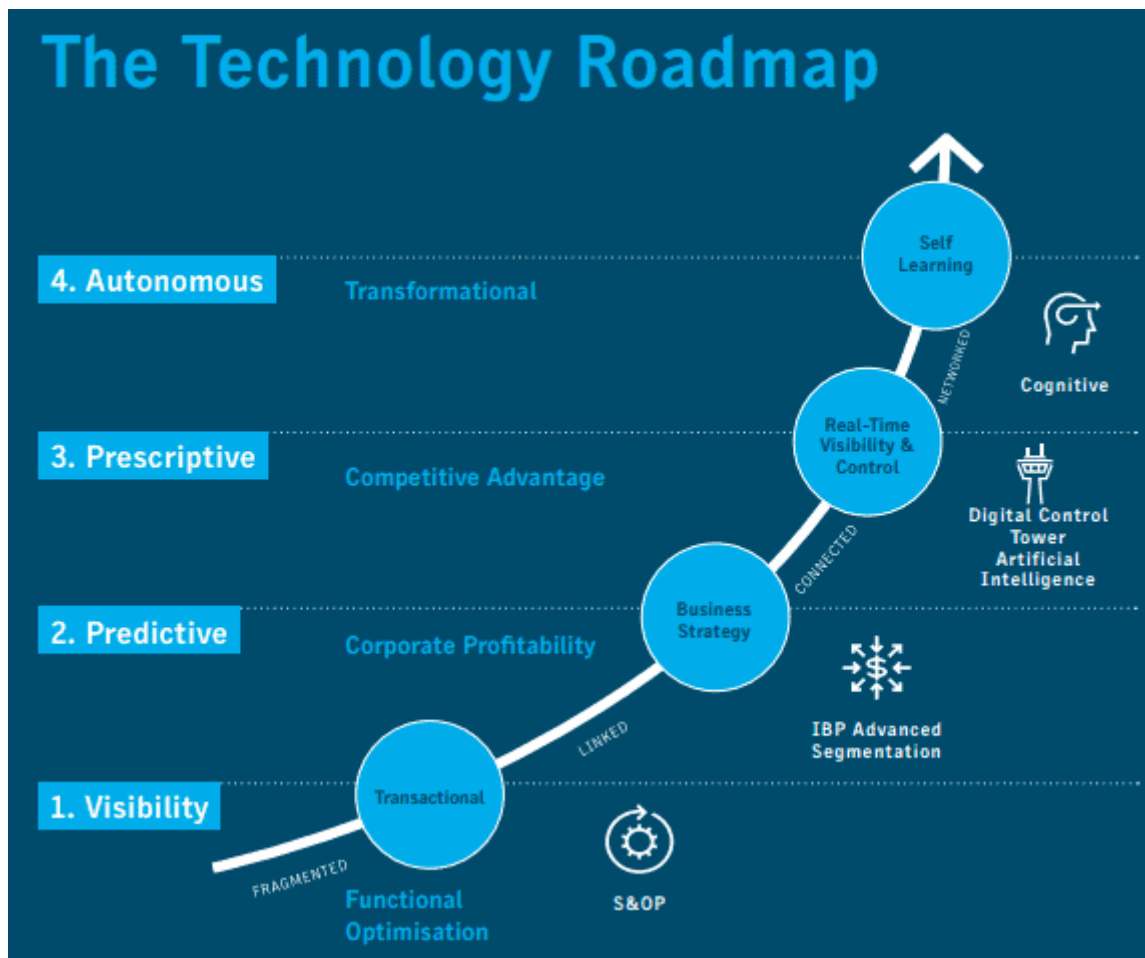 The Technology Roadmap
Self
Learning
4. Autonomous
Transformational
NETWORKED
Cognitive
Real-Time
Visibility &
Control
3. Prescriptive
Competitive Advantage
Digital Control
Tower
Artificial
Intelligence
CONNECTED
Business
Strategy
2. Predictive
Corporate Profitability
$
IBP Advanced
Segmentation
LINKED
Transactional
1. Visibility
FRAGMENTED
Functional
Optimisation
S&OP